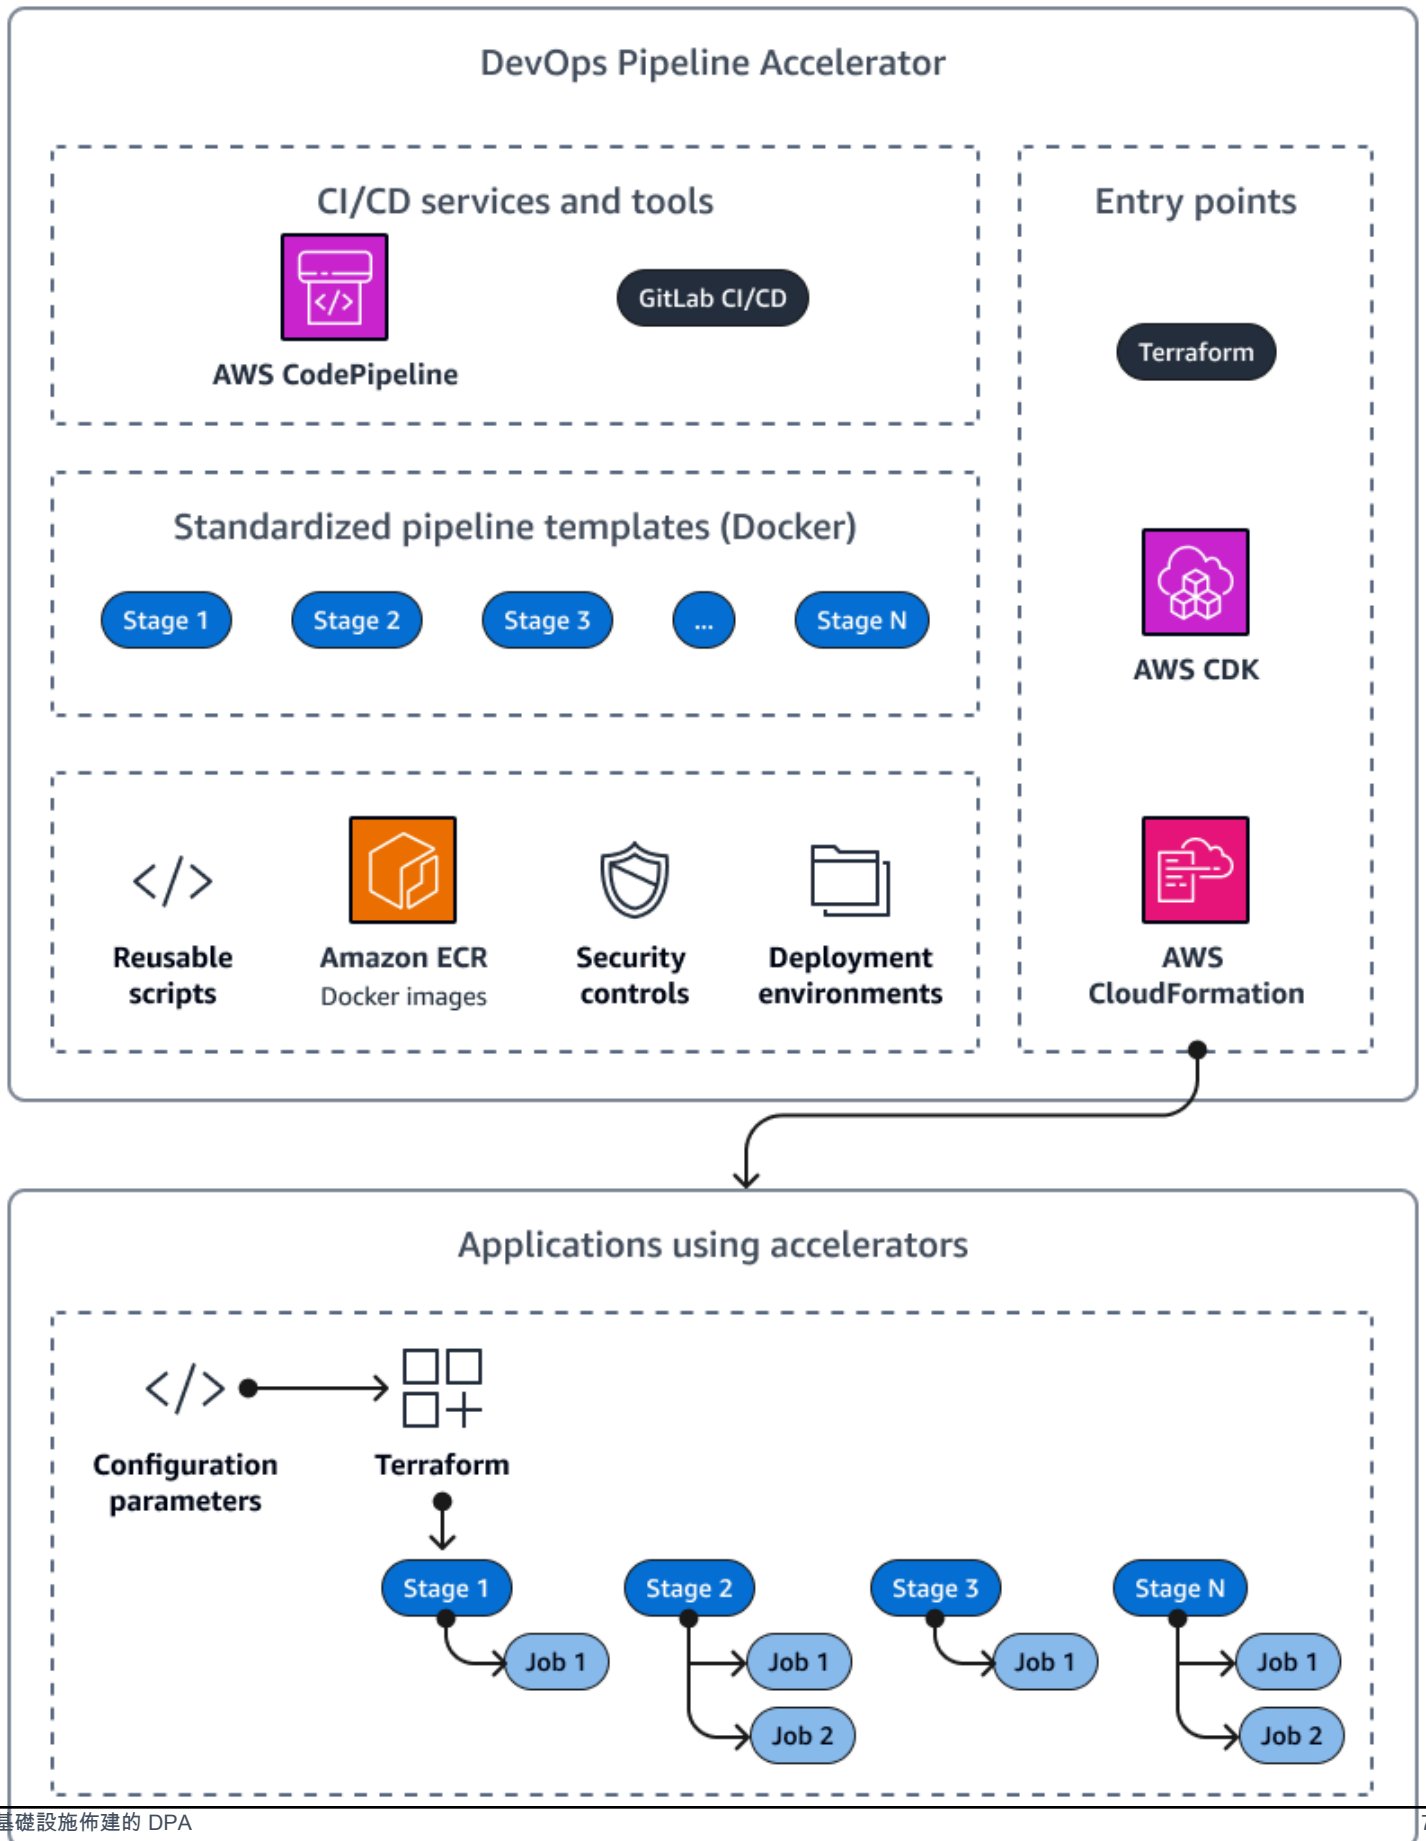 DevOps Pipeline Accelerator
CI/CD services and tools
AWS CodePipeline
GitLab CI/CD
Standardized pipeline templates (Docker)
Stage 1
Stage 2
Stage 3
...
Stage N
Reusable
scripts
Amazon ECR
Docker images
Security
controls
Deployment
environments
Entry points
Terraform
AWS CDK
AWS
CloudFormation
Applications using accelerators
Configuration
parameters
Terraform
Stage 1
Job 1
Stage 2
Job 1
Job 2
Stage 3
Job 1
Stage N
Job 1
Job 2
基礎設施佈建的 DPA